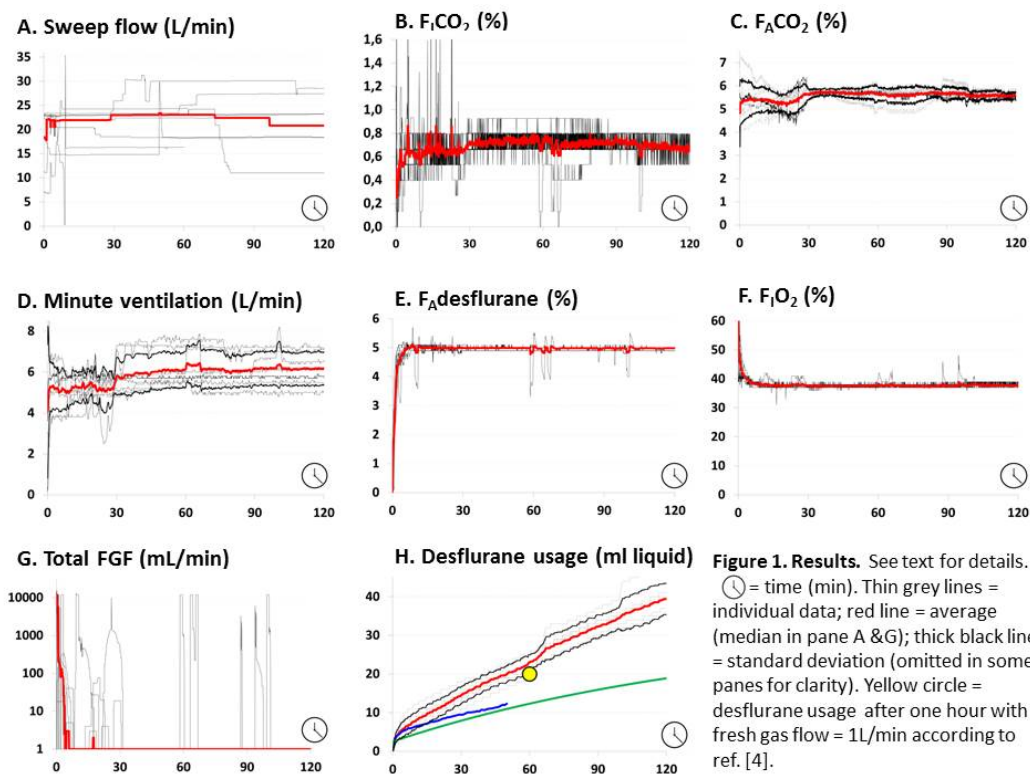 A. Sweep flow (L/min)
35
30
25
20
15
10
5
0
0 30 60 90 120
B. FICO2 (%)
1,6
1,4
1,2
1,0
0,8
0,6
0,4
0,2
0,0
0 30 60 90 120
C. FACO2 (%)
7
6
5
4
3
2
1
0
0 30 60 90 120
D. Minute ventilation (L/min)
8
6
4
2
0
0 30 60 90 120
E. FAdesflurane (%)
6
5
4
3
2
1
0
0 30 60 90 120
F. FIO2 (%)
60
50
40
30
20
10
0
0 30 60 90 120
G. Total FGF (mL/min)
10000
1000
100
10
1
0 30 60 90 120
H. Desflurane usage (ml liquid)
40
30
20
10
0
0 30 60 90 120
Figure 1. Results. See text for details.
= time (min). Thin grey lines =
individual data; red line = average
(median in pane A &G); thick black line
= standard deviation (omitted in some
panes for clarity). Yellow circle =
desflurane usage after one hour with
fresh gas flow = 1L/min according to
ref. [4].